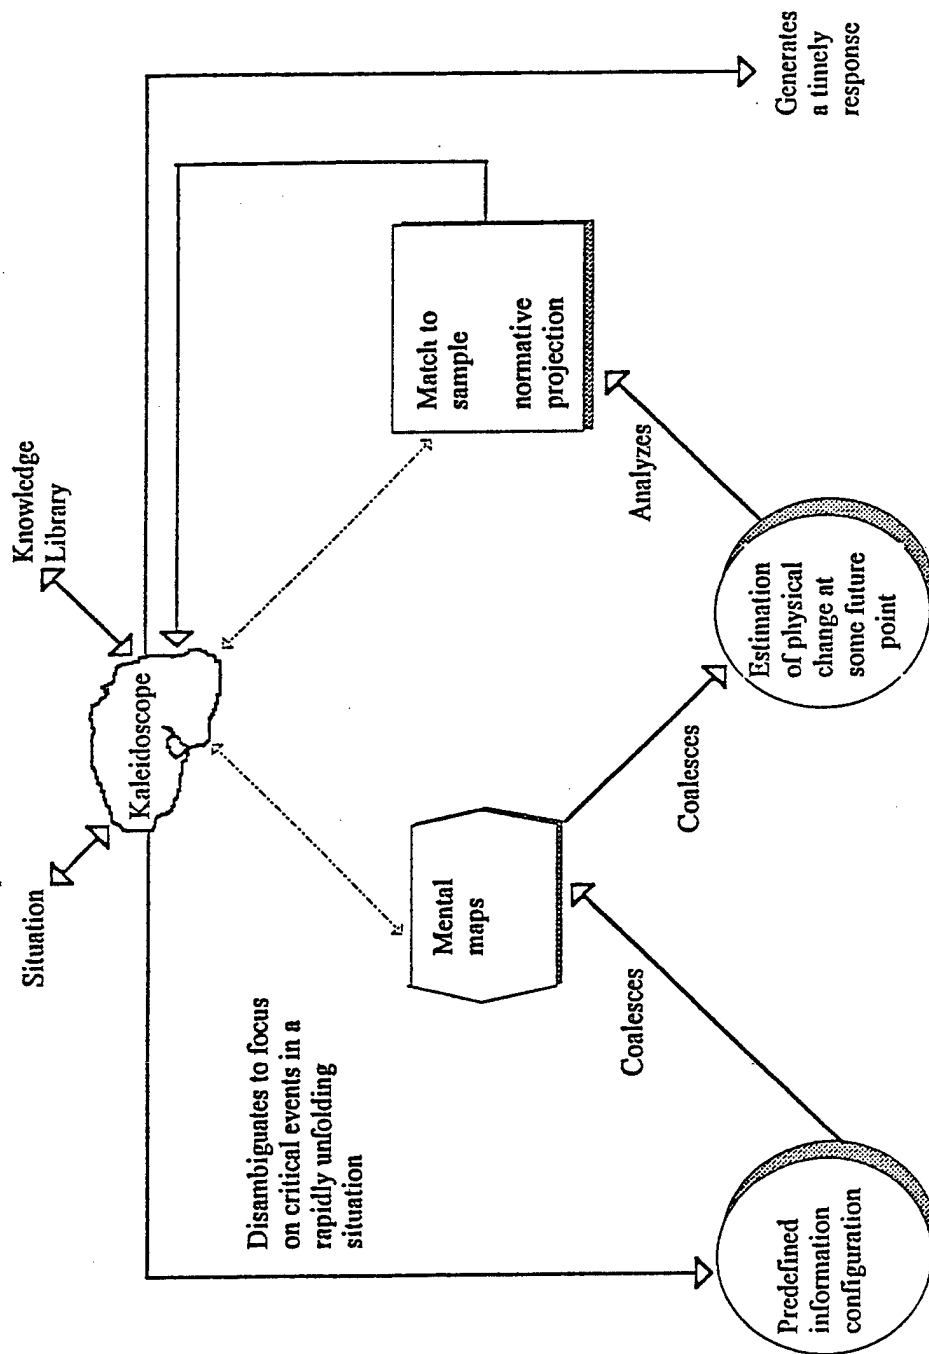 Situation
Knowledge
Library
Kaleidoscope
Disambiguates to focus
on critical events in a
rapidly unfolding
situation
Mental
maps
Match to
sample
normative
projection
Coalesces
Coalesces
Analyzes
Predefined
information
configuration
Estimation
of physical
change at
some future
point
Generates
a timely
response